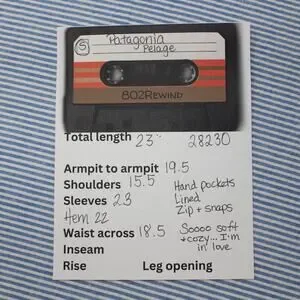 S Patagonia
Pelage
802REWIND
Total length 23" 28230
Armpit to armpit 19.5
Shoulders 15.5 Hand pockets
Sleeves 23 Lined
Hem 22 Zip + snaps
Waist across 18.5 Soooo soft
Inseam + cozy... I'm
in love
Rise Leg opening